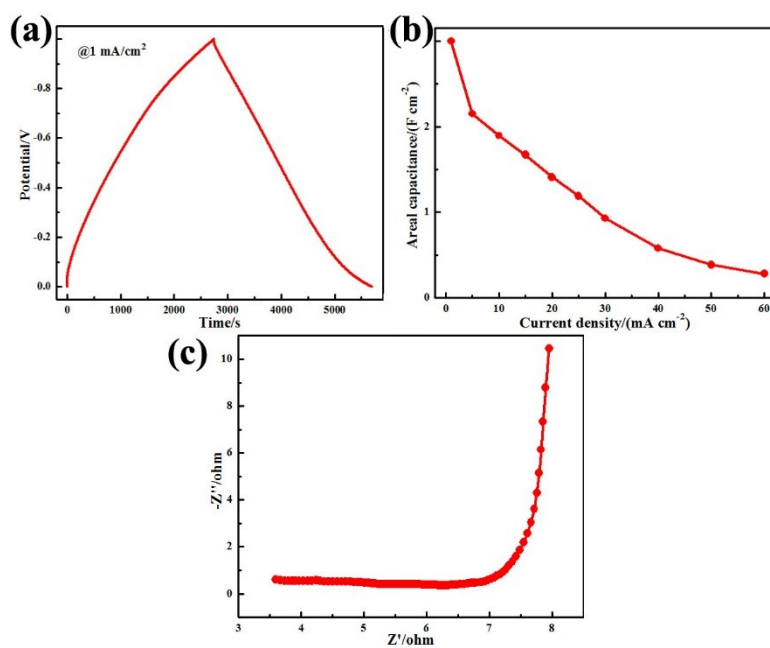 (a)
@1 mA/cm²
-0.8
-0.6
-0.4
-0.2
0.0
Potential/V
0 1000 2000 3000 4000 5000
Time/s
(b)
2
1
0
Areal capacitance/(F cm⁻²)
0 10 20 30 40 50 60
Current density/(mA cm⁻²)
(c)
10
8
6
4
2
0
-Z''/ohm
3 4 5 6 7 8
Z'/ohm